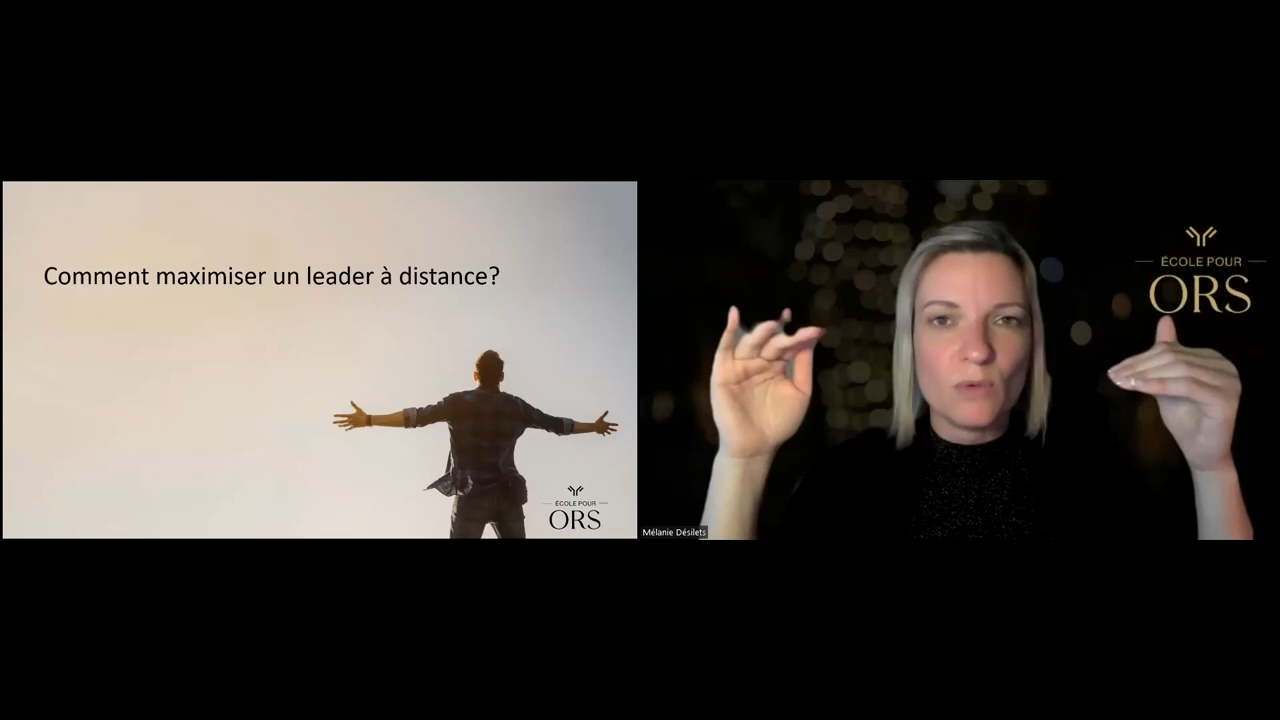 Comment maximiser un leader à distance?
ÉCOLE POUR
ORS
ÉCOLE POUR
ORS
Mélanie Désilets